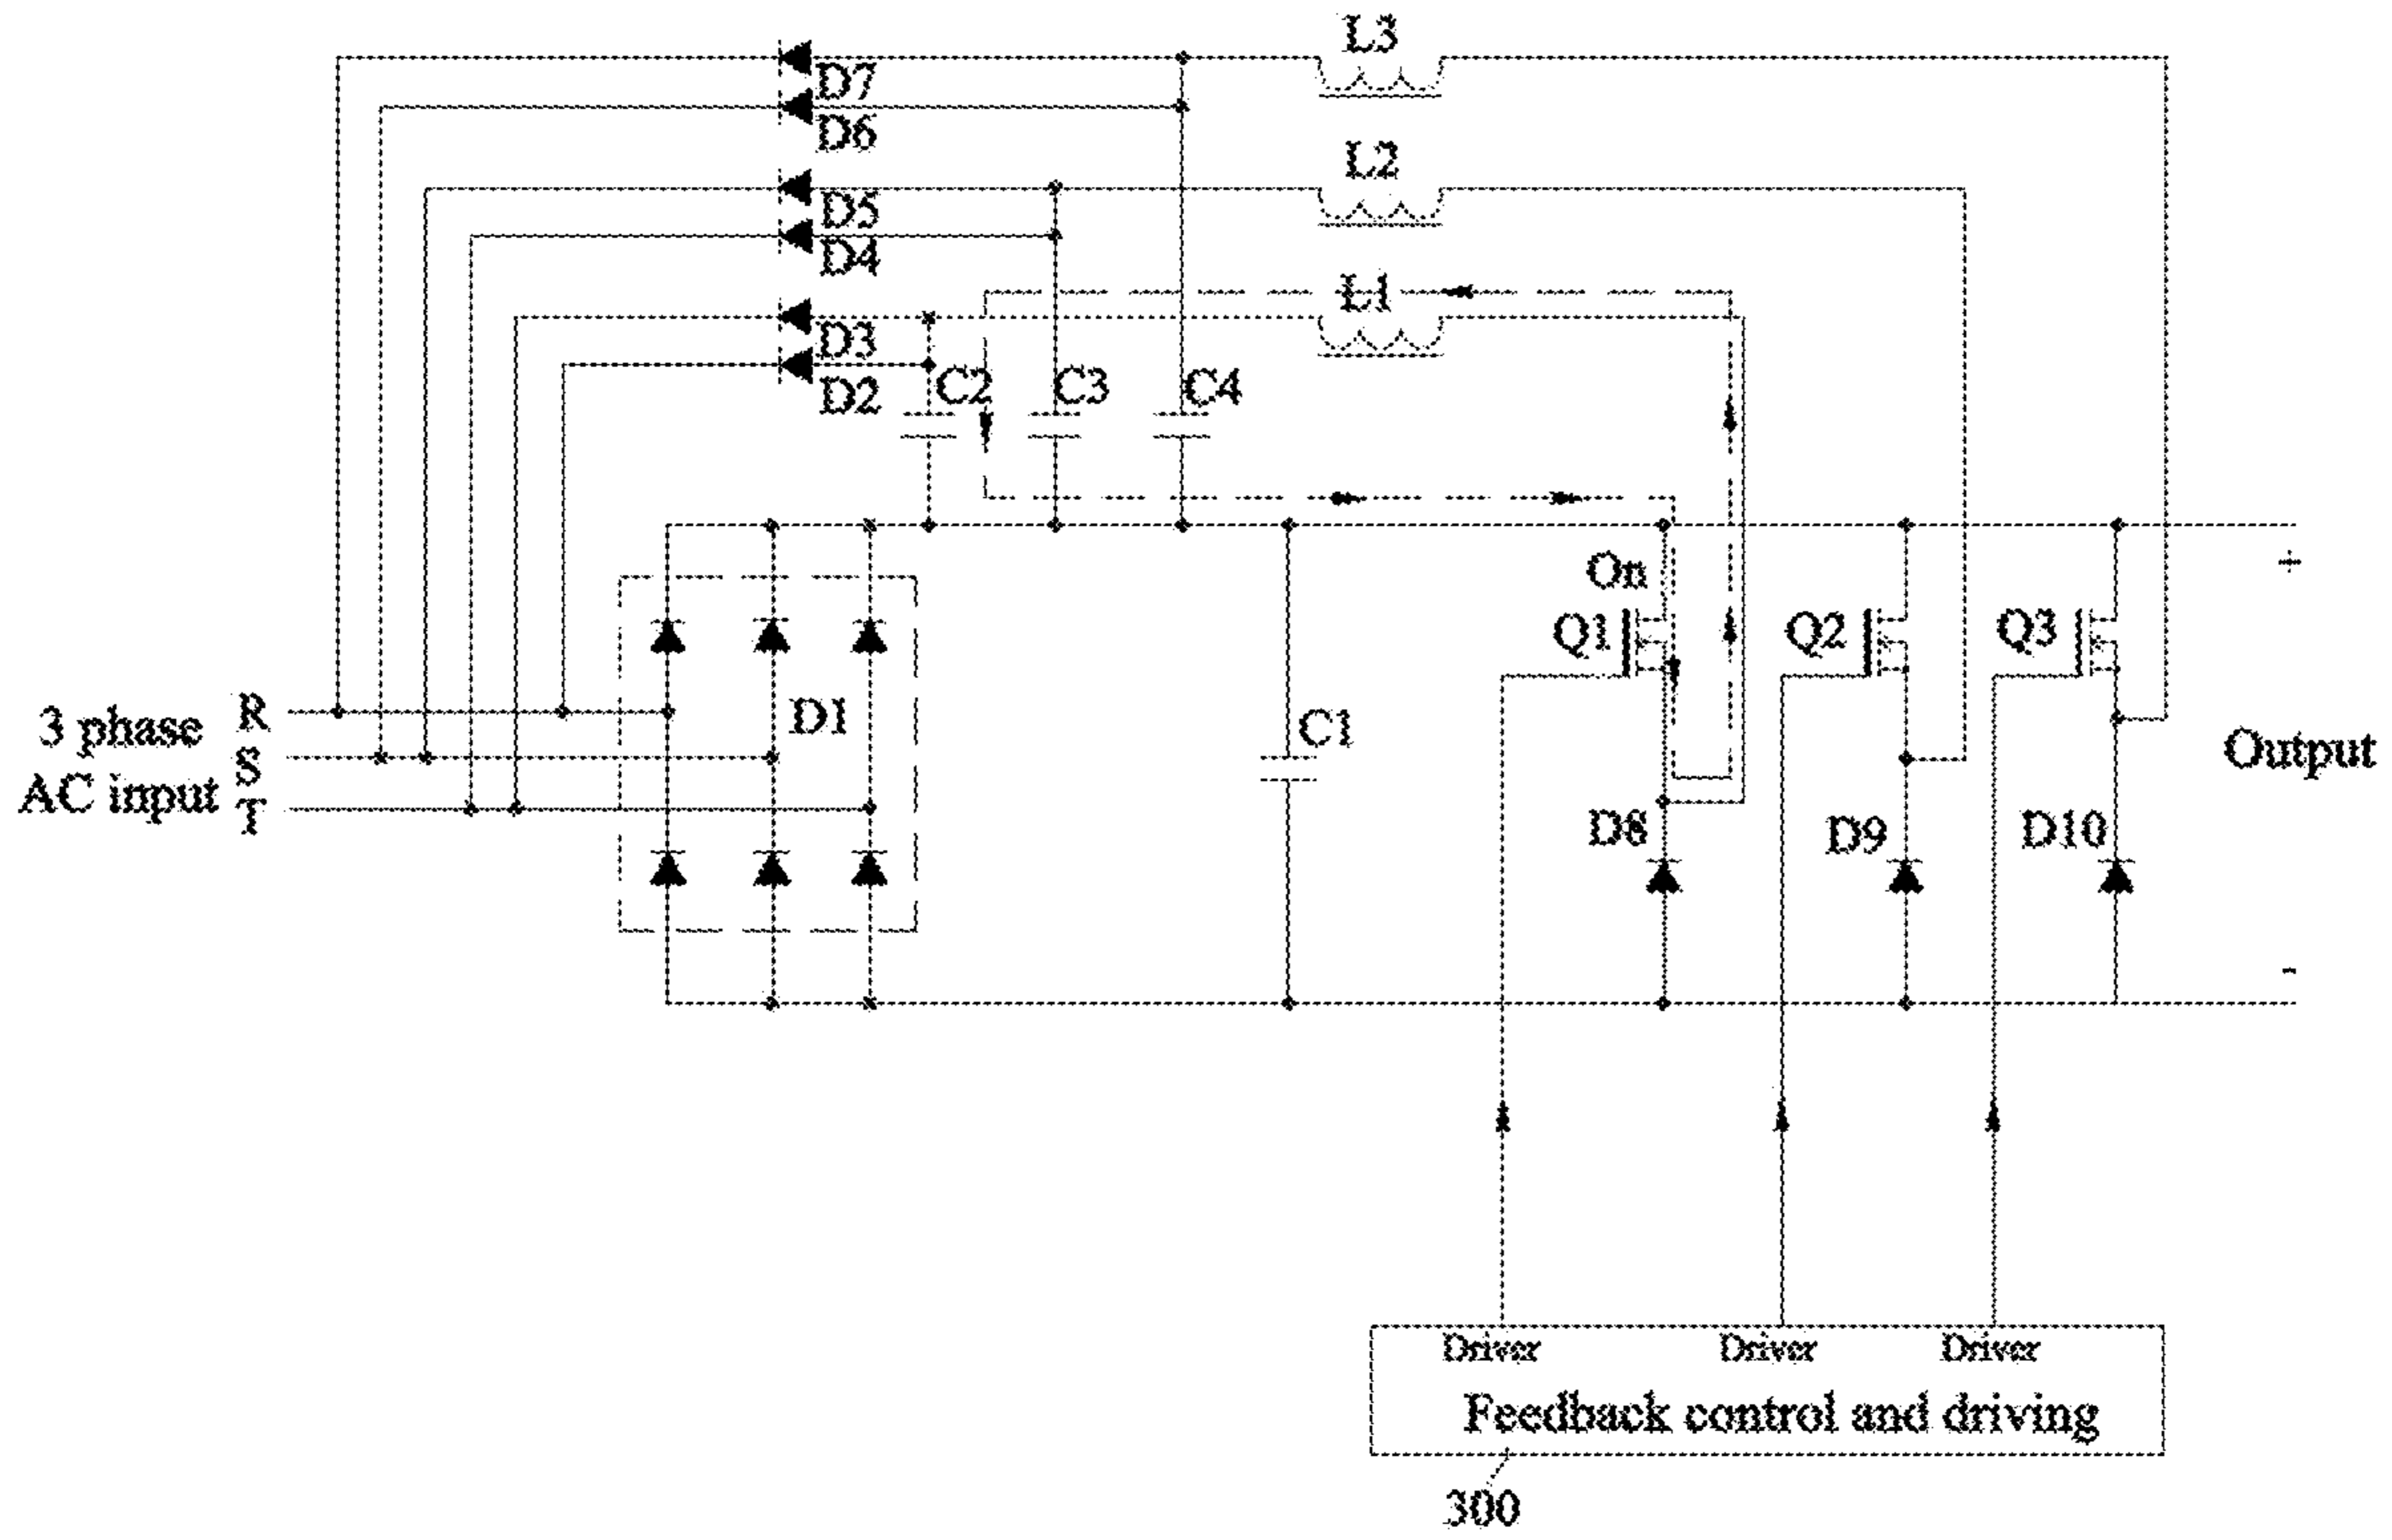 L3
D7
D6
L2
D5
D4
L1
D3
D2
C2 C3 C4
On
Q1 Q2 Q3
3 phase
AC input
R
S
T
D1
C1
+
Output
-
D8 D9 D10
Driver Driver Driver
Feedback control and driving
300